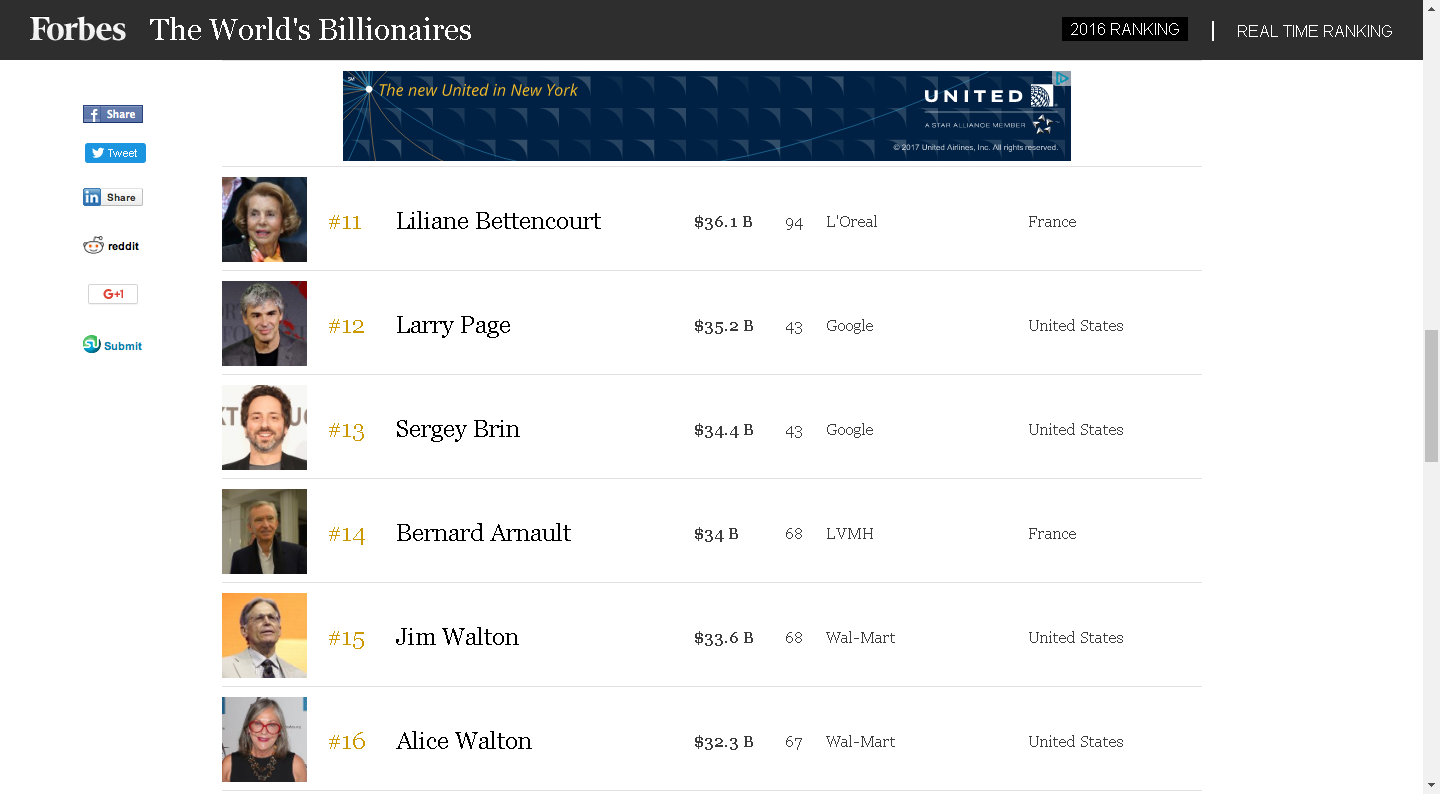 Forbes The World's Billionaires 2016 RANKING | REAL TIME RANKING
SM The new United in New York
UNITED
A STAR ALLIANCE MEMBER
© 2017 United Airlines, Inc. All rights reserved.
f Share
Tweet
in Share
reddit
G+1
Submit
#11 Liliane Bettencourt $36.1 B 94 L'Oreal France
#12 Larry Page $35.2 B 43 Google United States
#13 Sergey Brin $34.4 B 43 Google United States
#14 Bernard Arnault $34 B 68 LVMH France
#15 Jim Walton $33.6 B 68 Wal-Mart United States
#16 Alice Walton $32.3 B 67 Wal-Mart United States